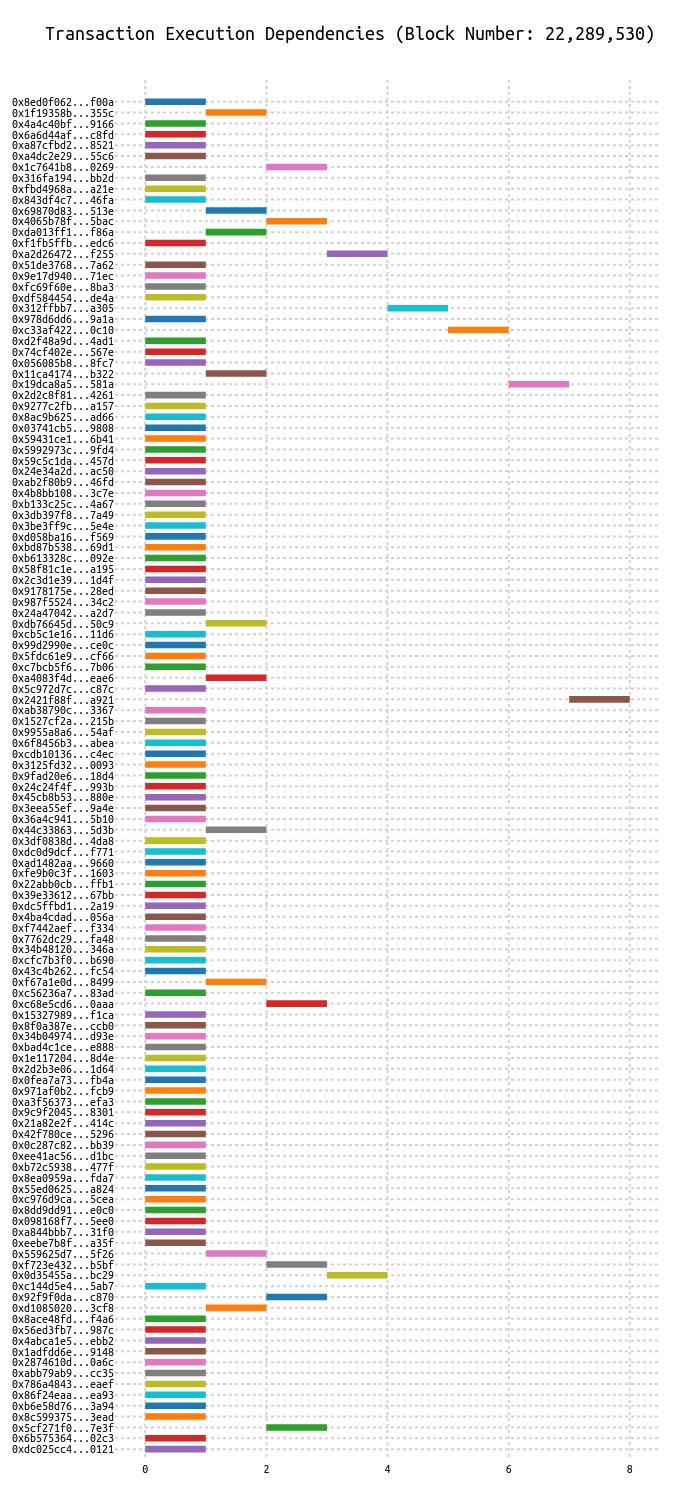 Transaction Execution Dependencies (Block Number: 22,289,530)
0x8ed0f062...f00a
0x1f19358b...355c
0x4a4c40bf...9166
0x6a6d44af...c8fd
0xa87cfbd2...8521
0xa4dc2e29...55c6
0x1c7641b8...0269
0x316fa194...bb2d
0xfbd4968a...a21e
0x843df4c7...46fa
0x69870d83...513e
0x4065b78f...5bac
0xda013ff1...f86a
0xf1fb5ffb...edc6
0xa2d26472...f255
0x51de3768...7a62
0x9e17d940...71ec
0xfc69f60e...8ba3
0xdf584454...de4a
0x312ffbb7...a305
0x978d6dd6...9a1a
0xc33af422...0c10
0xd2f48a9d...4ad1
0x74cf402e...567e
0x056085b8...8fc7
0x11ca4174...b322
0x19dca8a5...581a
0x2d2c8f81...4261
0x9277c2fb...a157
0x8ac9b625...ad66
0x03741cb5...9808
0x59431ce1...6b41
0x5992973c...9fd4
0x59c5c1da...457d
0x24e34a2d...ac50
0xab2f80b9...46fd
0x4b8bb108...3c7e
0xb133c25c...4a67
0x3db397f8...7a49
0x3be3ff9c...5e4e
0xd058ba16...f569
0xbd87b538...69d1
0xb613328c...092e
0x58f81c1e...a195
0x2c3d1e39...1d4f
0x9178175e...28ed
0x987f5524...34c2
0x24a47042...a2d7
0xdb76645d...50c9
0xcb5c1e16...11d6
0x99d2990e...ce0c
0x5fdc61e9...cf66
0xc7bcb5f6...7b06
0xa4083f4d...eae6
0x5c972d7c...c87c
0x2421f88f...a921
0xab38790c...3367
0x1527cf2a...215b
0x9955a8a6...54af
0x6f8456b3...abea
0xcdb10136...c4ec
0x3125fd32...0093
0x9fad20e6...18d4
0x24c24f4f...993b
0x45cb8b53...880e
0x3eea55ef...9a4e
0x36a4c941...5b10
0x44c33863...5d3b
0x3df0838d...4da8
0xdc0d9dcf...f771
0xad1482aa...9660
0xfe9b0c3f...1603
0x22abb0cb...ffb1
0x39e33612...67bb
0xdc5ffbd1...2a19
0x4ba4cdad...056a
0xf7442aef...f334
0x7762dc29...fa48
0x34b48120...346a
0xcfc7b3f0...b690
0x43c4b262...fc54
0xf67a1e0d...8499
0xc56236a7...83ad
0xc68e5cd6...0aaa
0x15327989...f1ca
0x8f0a387e...ccb0
0x34b04974...d93e
0xbad4c1ce...e888
0x1e117204...8d4e
0x2d2b3e06...1d64
0x0fea7a73...fb4a
0x971af0b2...fcb9
0xa3f56373...efa3
0x9c9f2045...8301
0x21a82e2f...414c
0x42f780ce...5296
0x0c287c82...bb39
0xee41ac56...d1bc
0xb72c5938...477f
0x8ea0959a...fda7
0x55ed0625...a824
0xc976d9ca...5cea
0x8dd9dd91...e0c0
0x098168f7...5ee0
0xa844bbb7...31f0
0xeebe7b8f...a35f
0x559625d7...5f26
0xf723e432...b5bf
0x0d35455a...bc29
0xc144d5e4...5ab7
0x92f9f0da...c870
0xd1085020...3cf8
0x8ace48fd...f4a6
0x56ed3fb7...987c
0x4abca1e5...ebb2
0x1adfdd6e...9148
0x2874610d...0a6c
0xabb79ab9...cc35
0x786a4843...eaef
0x86f24eaa...ea93
0xb6e58d76...3a94
0x8c599375...3ead
0x5cf271f0...7e3f
0x6b575364...02c3
0xdc025cc4...0121
0 2 4 6 8